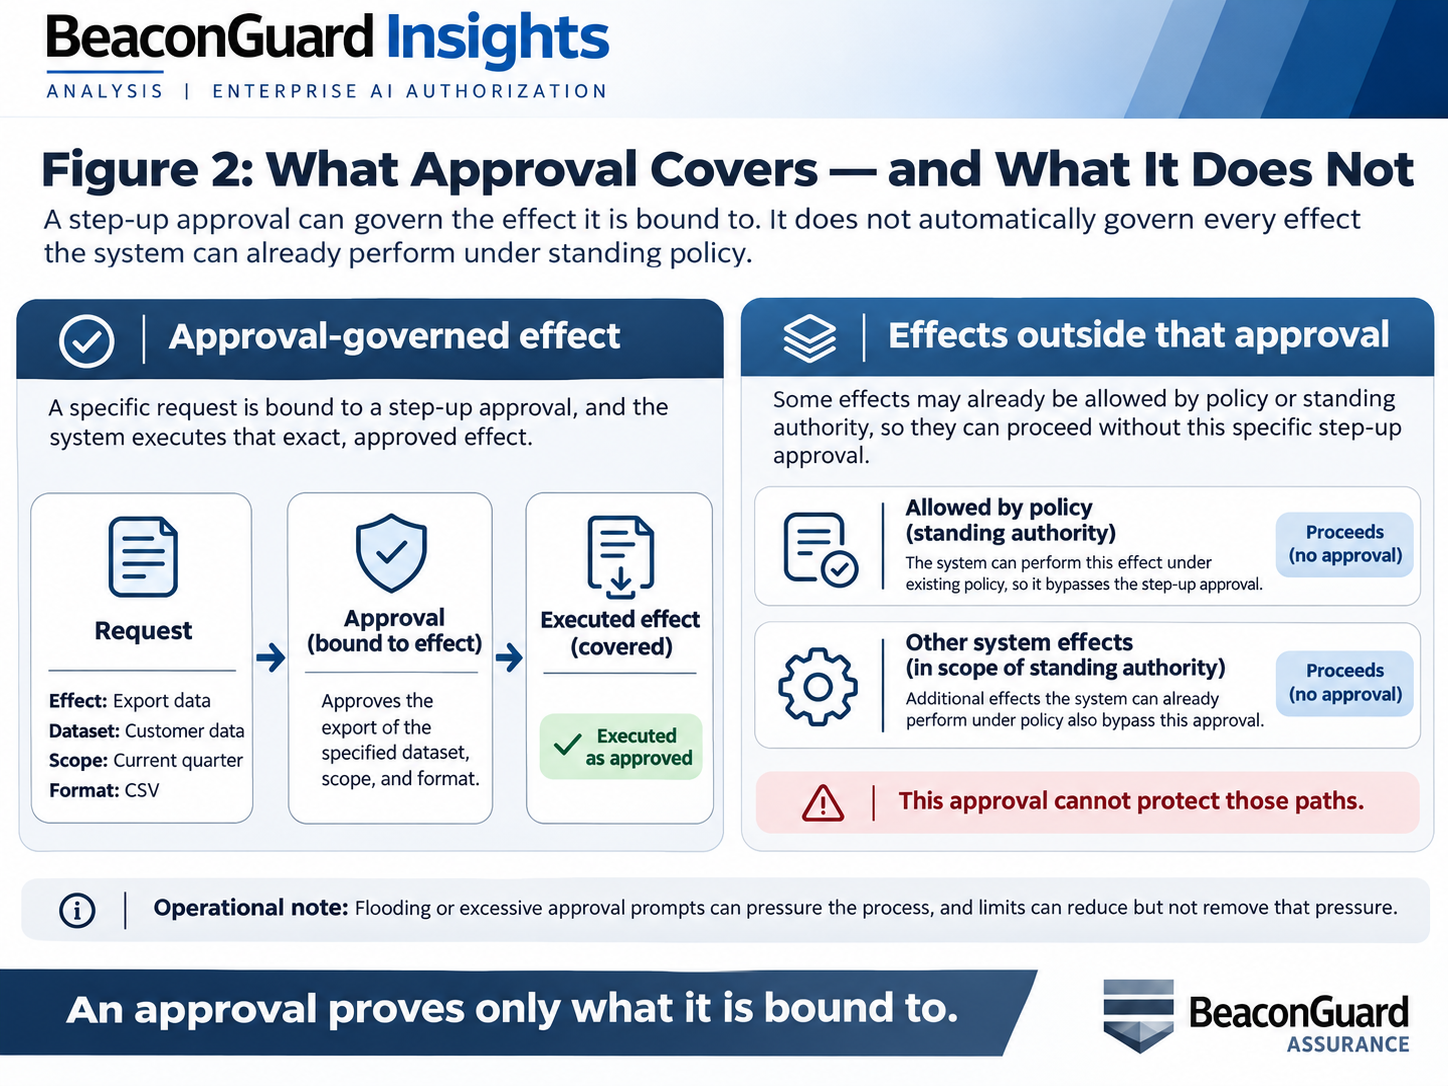 BeaconGuard Insights
ANALYSIS | ENTERPRISE AI AUTHORIZATION
Figure 2: What Approval Covers — and What It Does Not
A step-up approval can govern the effect it is bound to. It does not automatically govern every effect
the system can already perform under standing policy.
Approval-governed effect
A specific request is bound to a step-up approval, and the
system executes that exact, approved effect.
Request
Effect: Export data
Dataset: Customer data
Scope: Current quarter
Format: CSV
Approval
(bound to effect)
Approves the
export of the
specified dataset,
scope, and format.
Executed effect
(covered)
Executed
as approved
Effects outside that approval
Some effects may already be allowed by policy or standing
authority, so they can proceed without this specific step-up
approval.
Allowed by policy
(standing authority)
The system can perform this effect under
existing policy, so it bypasses the step-up approval.
Proceeds
(no approval)
Other system effects
(in scope of standing authority)
Additional effects the system can already
perform under policy also bypass this approval.
Proceeds
(no approval)
This approval cannot protect those paths.
Operational note: Flooding or excessive approval prompts can pressure the process, and limits can reduce but not remove that pressure.
An approval proves only what it is bound to.
BeaconGuard
ASSURANCE